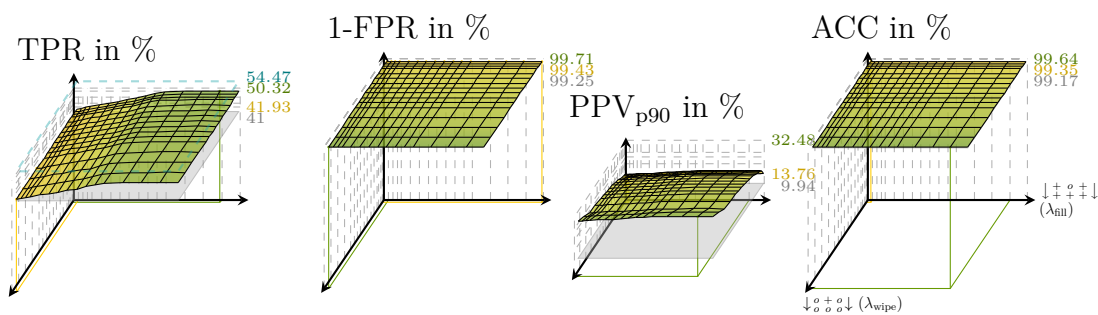 TPR in %
54.47
50.32
41.93
41
1-FPR in %
99.71
99.43
99.25
PPV_p90 in %
32.48
13.76
9.94
ACC in %
99.64
99.35
99.17
↓ + o + ↓
+ + +
(λ_fill)
↓ o + o ↓ (λ_wipe)
o o o